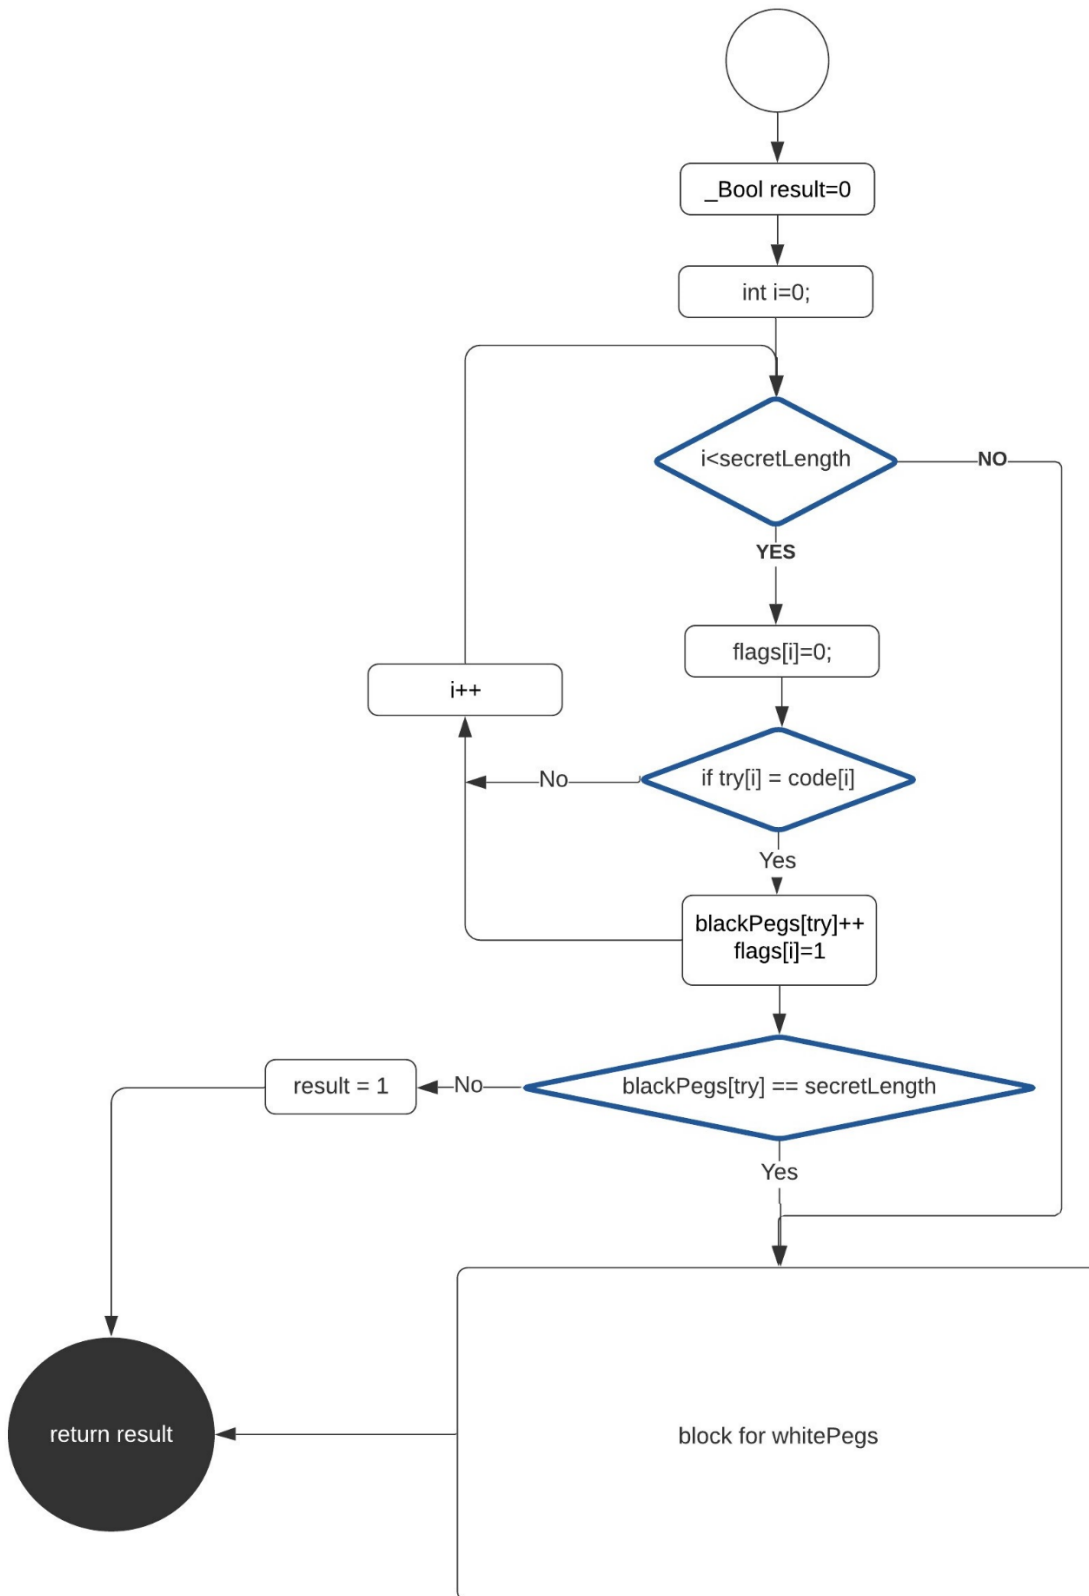 _Bool result=0
int i=0;
i<secretLength
NO
YES
flags[i]=0;
i++
if try[i] = code[i]
No
Yes
blackPegs[try]++
flags[i]=1
result = 1
No
blackPegs[try] == secretLength
Yes
return result
block for whitePegs